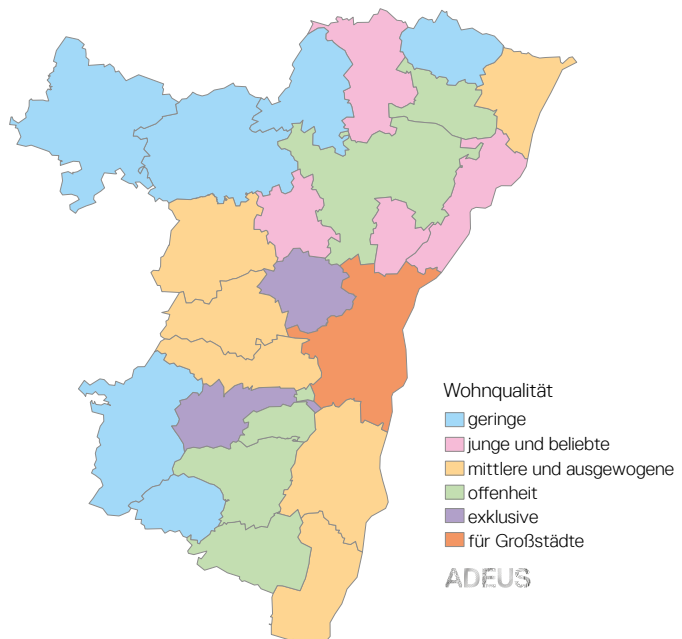 Wohnqualität
geringe
junge und beliebte
mittlere und ausgewogene
offenheit
exklusive
für Großstädte
ADEUS